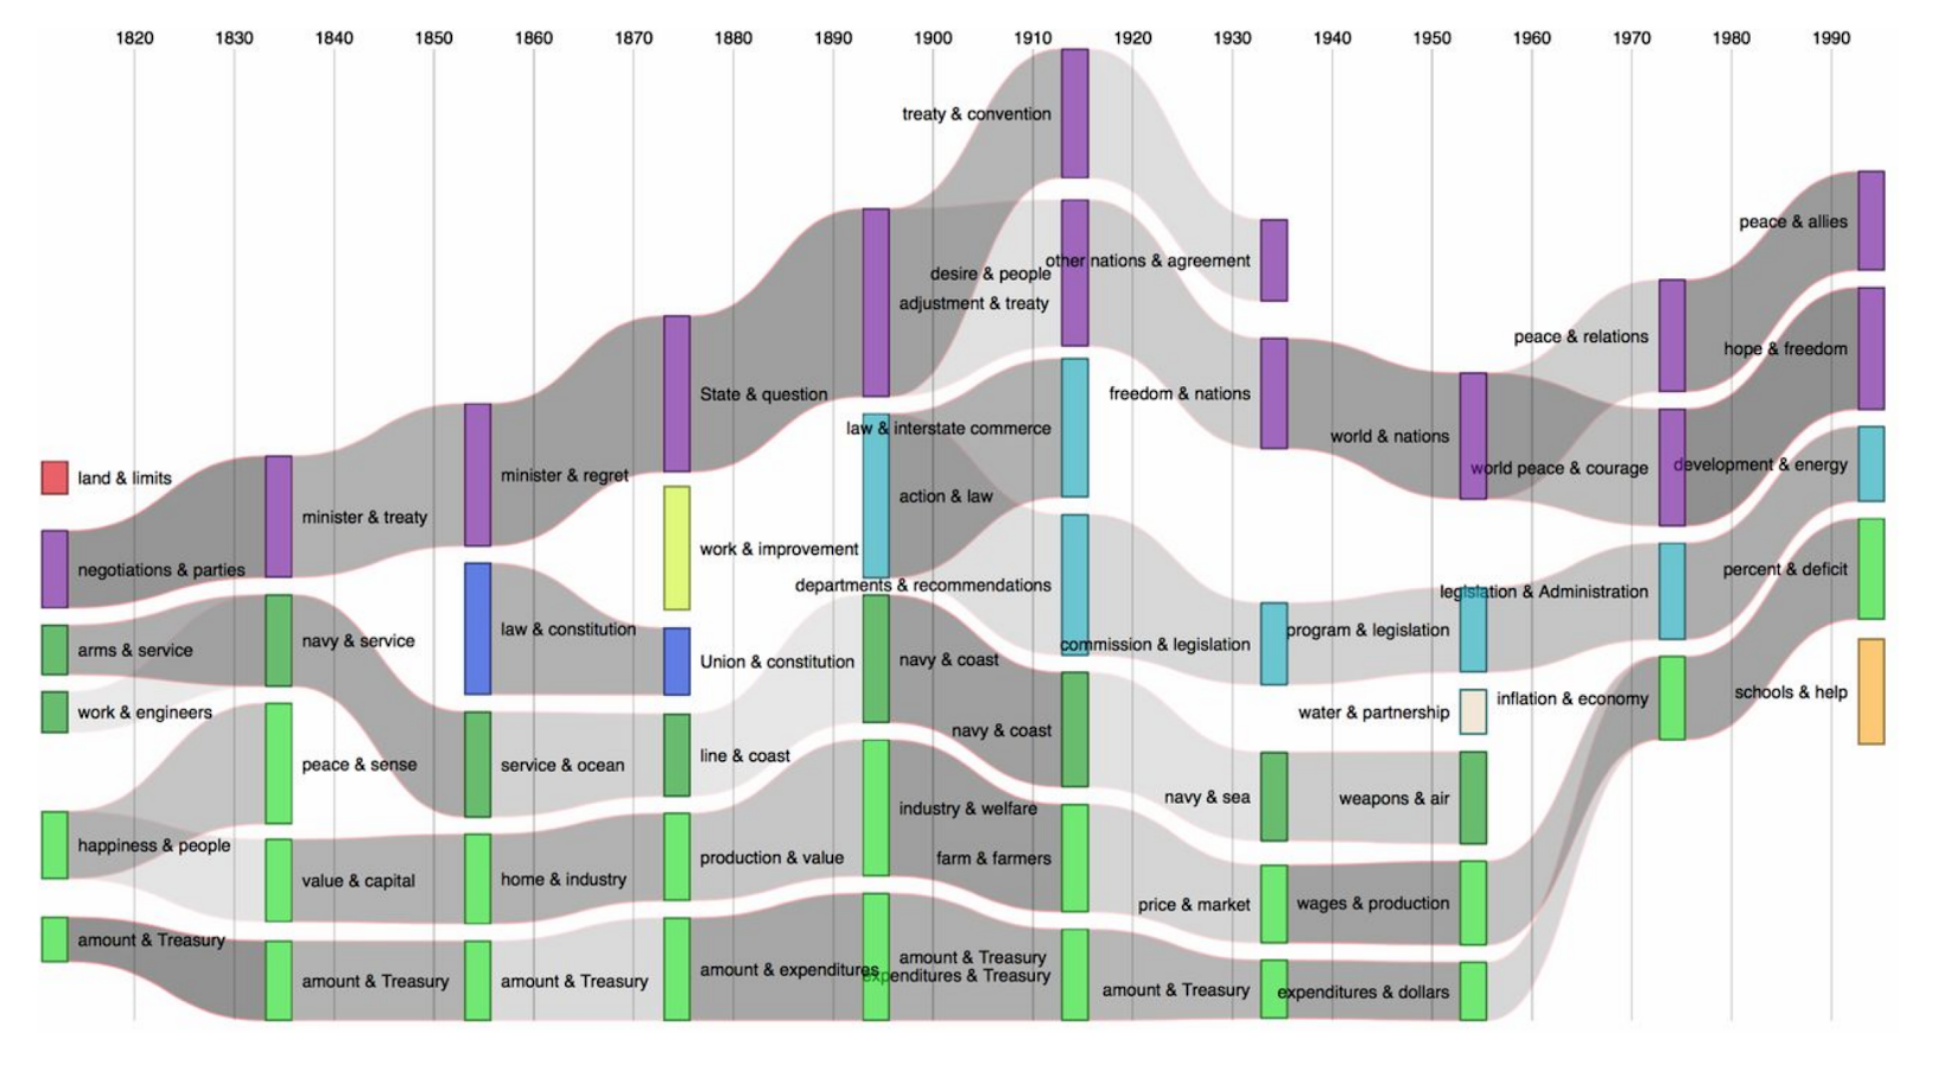 1820 1830 1840 1850 1860 1870 1880 1890 1900 1910 1920 1930 1940 1950 1960 1970 1980 1990
land & limits
negotiations & parties
arms & service
work & engineers
happiness & people
amount & Treasury
minister & treaty
navy & service
peace & sense
value & capital
amount & Treasury
minister & regret
law & constitution
service & ocean
home & industry
amount & Treasury
State & question
work & improvement
Union & constitution
line & coast
production & value
amount & expenditures
adjustment & treaty
action & law
navy & coast
industry & welfare
amount & Treasury
treaty & convention
desire & people
law & interstate commerce
departments & recommendations
navy & coast
farm & farmers
expenditures & Treasury
other nations & agreement
freedom & nations
commission & legislation
navy & sea
price & market
amount & Treasury
world & nations
program & legislation
water & partnership
weapons & air
wages & production
expenditures & dollars
peace & relations
world peace & courage
legislation & Administration
inflation & economy
peace & allies
hope & freedom
development & energy
percent & deficit
schools & help